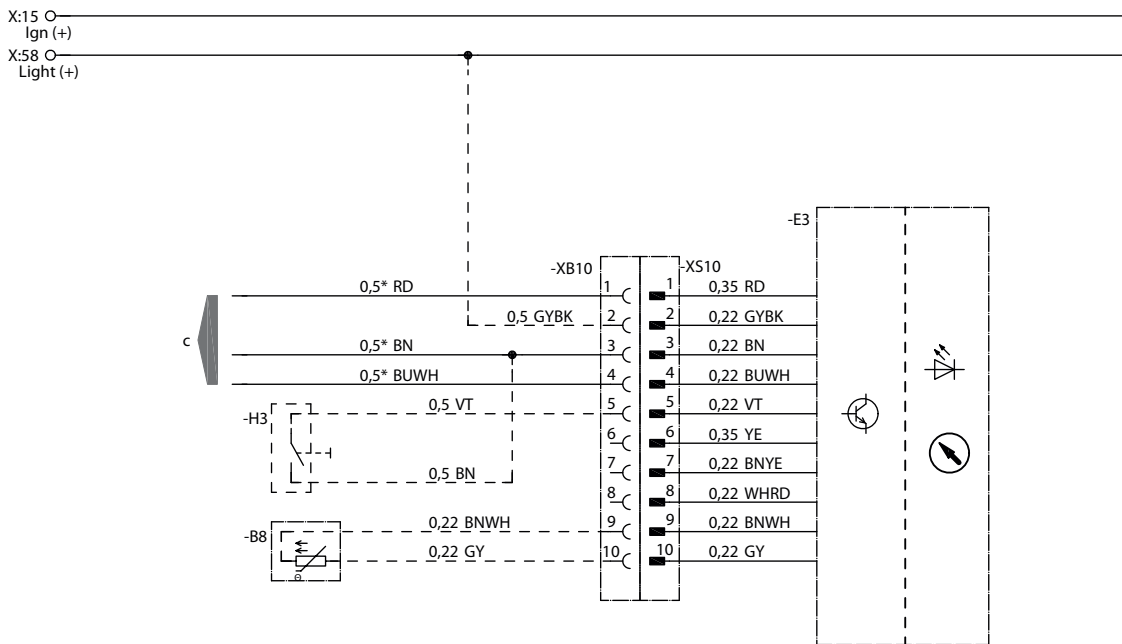 X:15
Ign (+)
X:58
Light (+)
-E3
-XB10
-XS10
0,5* RD
1
1
0,35 RD
0,5 GYBK
2
2
0,22 GYBK
c
0,5* BN
3
3
0,22 BN
0,5* BUWH
4
4
0,22 BUWH
-H3
0,5 VT
5
5
0,22 VT
6
6
0,35 YE
0,5 BN
7
7
0,22 BNYE
8
8
0,22 WHRD
-B8
0,22 BNWH
9
9
0,22 BNWH
0,22 GY
10
10
0,22 GY
Θ